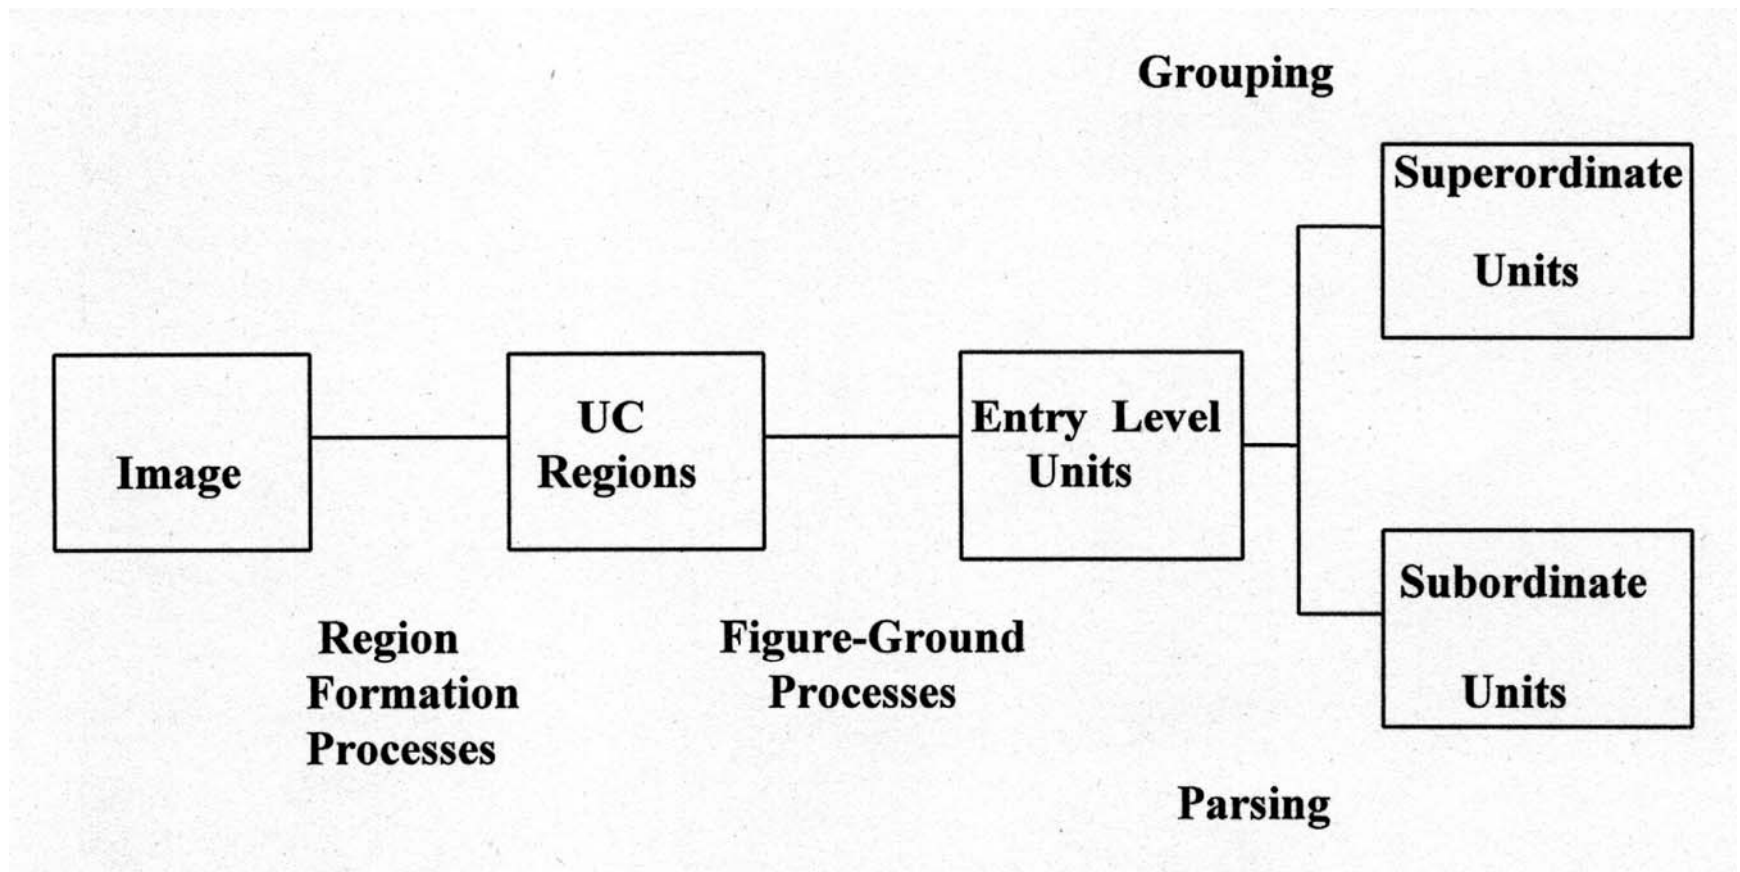 Grouping
Superordinate
Units
Image
UC
Regions
Entry Level
Units
Subordinate
Units
Region
Formation
Processes
Figure-Ground
Processes
Parsing